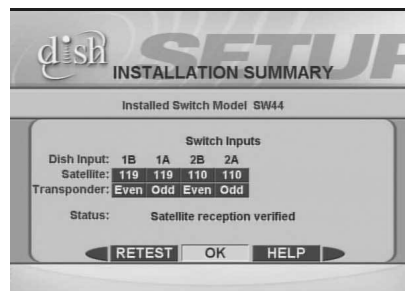 dish
SETUP
INSTALLATION SUMMARY
Installed Switch Model SW44
Switch Inputs
Dish Input: 1B 1A 2B 2A
Satellite: 119 119 110 110
Transponder: Even Odd Even Odd
Status: Satellite reception verified
RETEST OK HELP